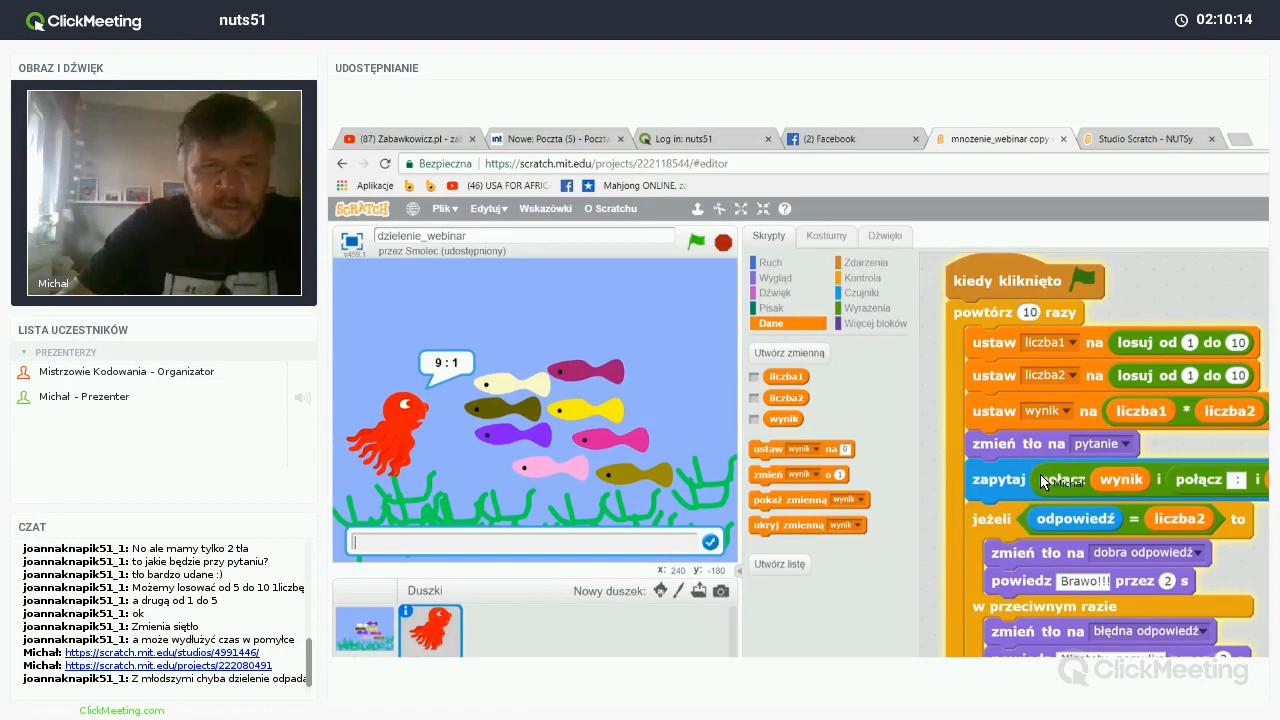 ClickMeeting
nuts51
02:10:14
OBRAZ I DŹWIĘK
Michal
LISTA UCZESTNIKÓW
PREZENTERZY
Mistrzowie Kodowania - Organizator
Michał - Prezenter
CZAT
joannaknapik51_1: No ale mamy tylko 2 tła
joannaknapik51_1: to jakie będzie przy pytaniu?
joannaknapik51_1: tło bardzo udane :)
joannaknapik51_1: Możemy losować od 5 do 10 liczbę
joannaknapik51_1: a drugą od 1 do 5
joannaknapik51_1: ok
joannaknapik51_1: Zmienia siętło
joannaknapik51_1: a może wydłużyć czas w pomyłce
Michał: https://scratch.mit.edu/studios/4991446/
Michał: https://scratch.mit.edu/projects/222080491
joannaknapik51_1: Z młodszymi chyba dzielenie odpada
ClickMeeting.com
UDOSTĘPNIANIE
(87) Zabawkowicz.pl - za
Nowe: Poczta (5) - Poczta
Log in: nuts51
(2) Facebook
mnozenie_webinar copy
Studio Scratch - NUTSy
Bezpieczna
https://scratch.mit.edu/projects/222118544/#editor
Aplikacje
(46) USA FOR AFRIC
Mahjong ONLINE, za
SCRATCH
Plik
Edytuj
Wskazówki
O Scratchu
dzielenie_webinar
przez Smolec (udostępniony)
v459.1
9 : 1
x: 240 y: -180
Duszki
Nowy duszek:
Skrypty
Kostiumy
Dźwięki
Ruch
Wygląd
Dźwięk
Pisak
Dane
Zdarzenia
Kontrola
Czujniki
Wyrażenia
Więcej bloków
Utwórz zmienną
liczba1
liczba2
wynik
ustaw wynik na 0
zmień wynik o 1
pokaż zmienną wynik
ukryj zmienną wynik
Utwórz listę
kiedy kliknięto
powtórz 10 razy
ustaw liczba1 na losuj od 1 do 10
ustaw liczba2 na losuj od 1 do 10
ustaw wynik na liczba1 * liczba2
zmień tło na pytanie
zapytaj połącz wynik i połącz : i
Michał
jeżeli odpowiedź = liczba2 to
zmień tło na dobra odpowiedź
powiedz Brawo!!! przez 2 s
w przeciwnym razie
zmień tło na błędna odpowiedź
ClickMeeting